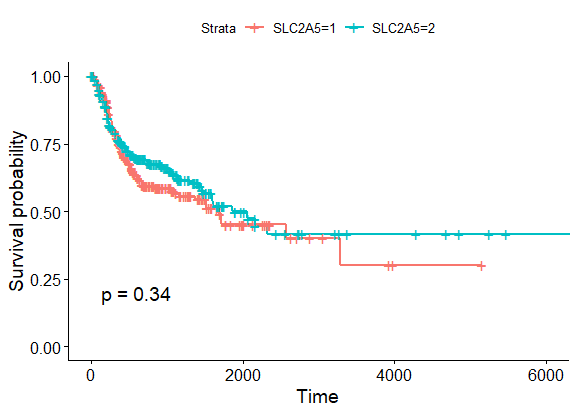 Strata SLC2A5=1 SLC2A5=2
Survival probability
1.00
0.75
0.50
0.25
0.00
p = 0.34
0 2000 4000 6000
Time